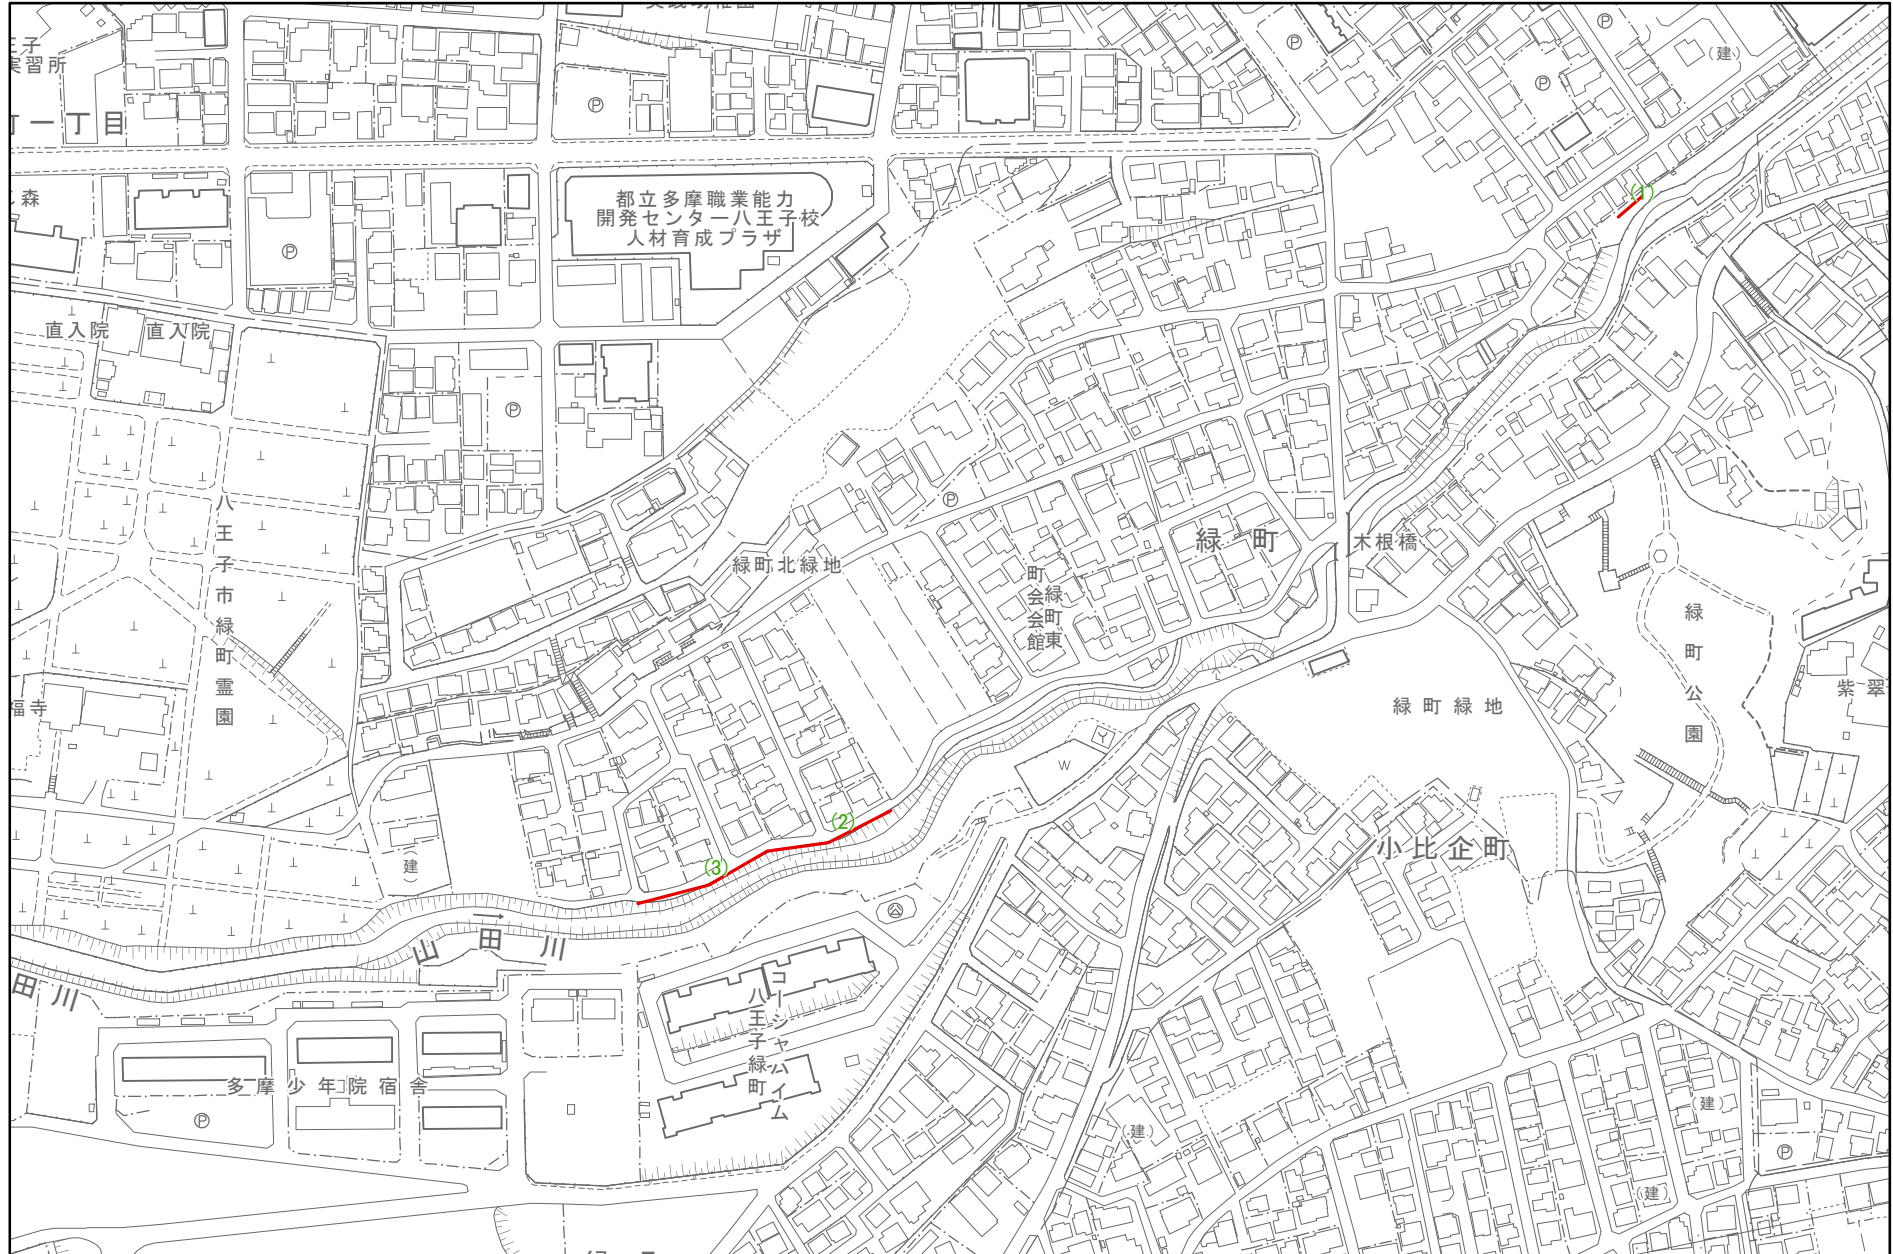 実習所
丁一丁目
森
都立多摩職業能力
開発センター八王子校
人材育成プラザ
直入院
直入院
(建)
(1)
八王子市緑町霊園
緑町北緑地
緑町
木根橋
緑町東
町会会館
緑町公園
緑町緑地
紫翠
福寺
小比企町
(2)
(3)
(建)
山田川
田川
コーシャハイム
八王子緑町
多摩少年院宿舎
(建)
(建)
(建)
P
P
P
P
P
P
P
P
P
W